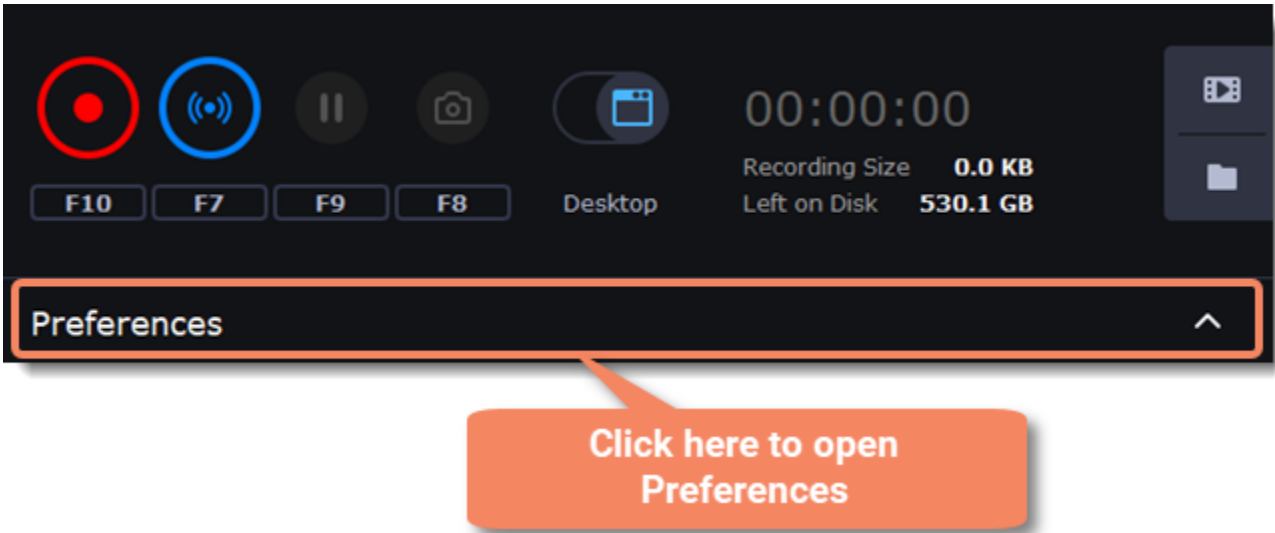 00:00:00
Recording Size 0.0 KB
F10 F7 F9 F8 Desktop Left on Disk 530.1 GB
Preferences
Click here to open
Preferences